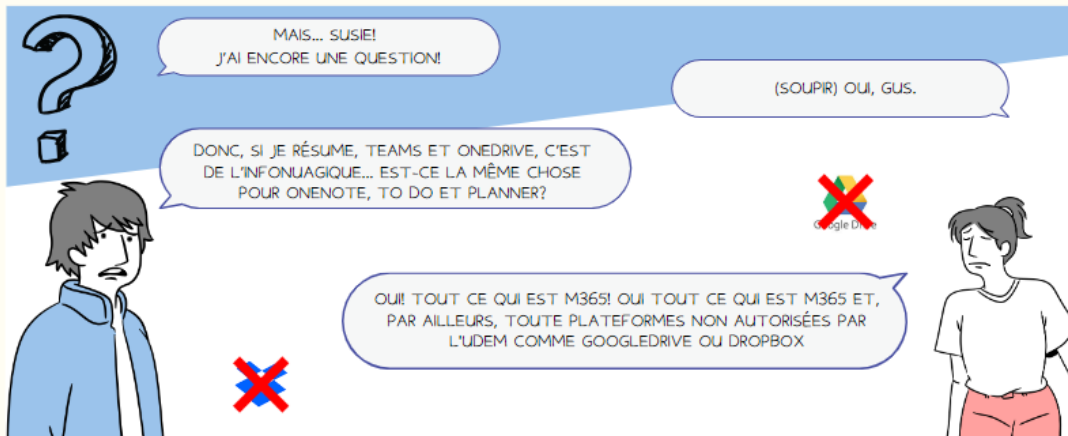 MAIS... SUSIE!
J'AI ENCORE UNE QUESTION!
(SOUPIR) OUI, GUS.
DONC, SI JE RÉSUME, TEAMS ET ONEDRIVE, C'EST
DE L'INFONUAGIQUE... EST-CE LA MÊME CHOSE
POUR ONENOTE, TO DO ET PLANNER?
Google Drive
OUI! TOUT CE QUI EST M365! OUI TOUT CE QUI EST M365 ET,
PAR AILLEURS, TOUTE PLATEFORMES NON AUTORISÉES PAR
L'UDEM COMME GOOGLEDRIVE OU DROPBOX